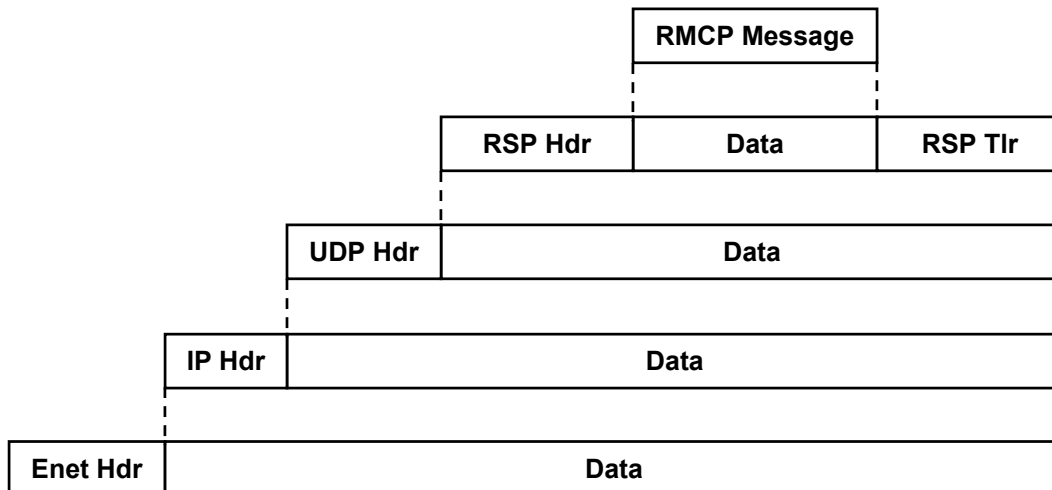 RMCP Message
RSP Hdr Data RSP Tlr
UDP Hdr Data
IP Hdr Data
Enet Hdr Data